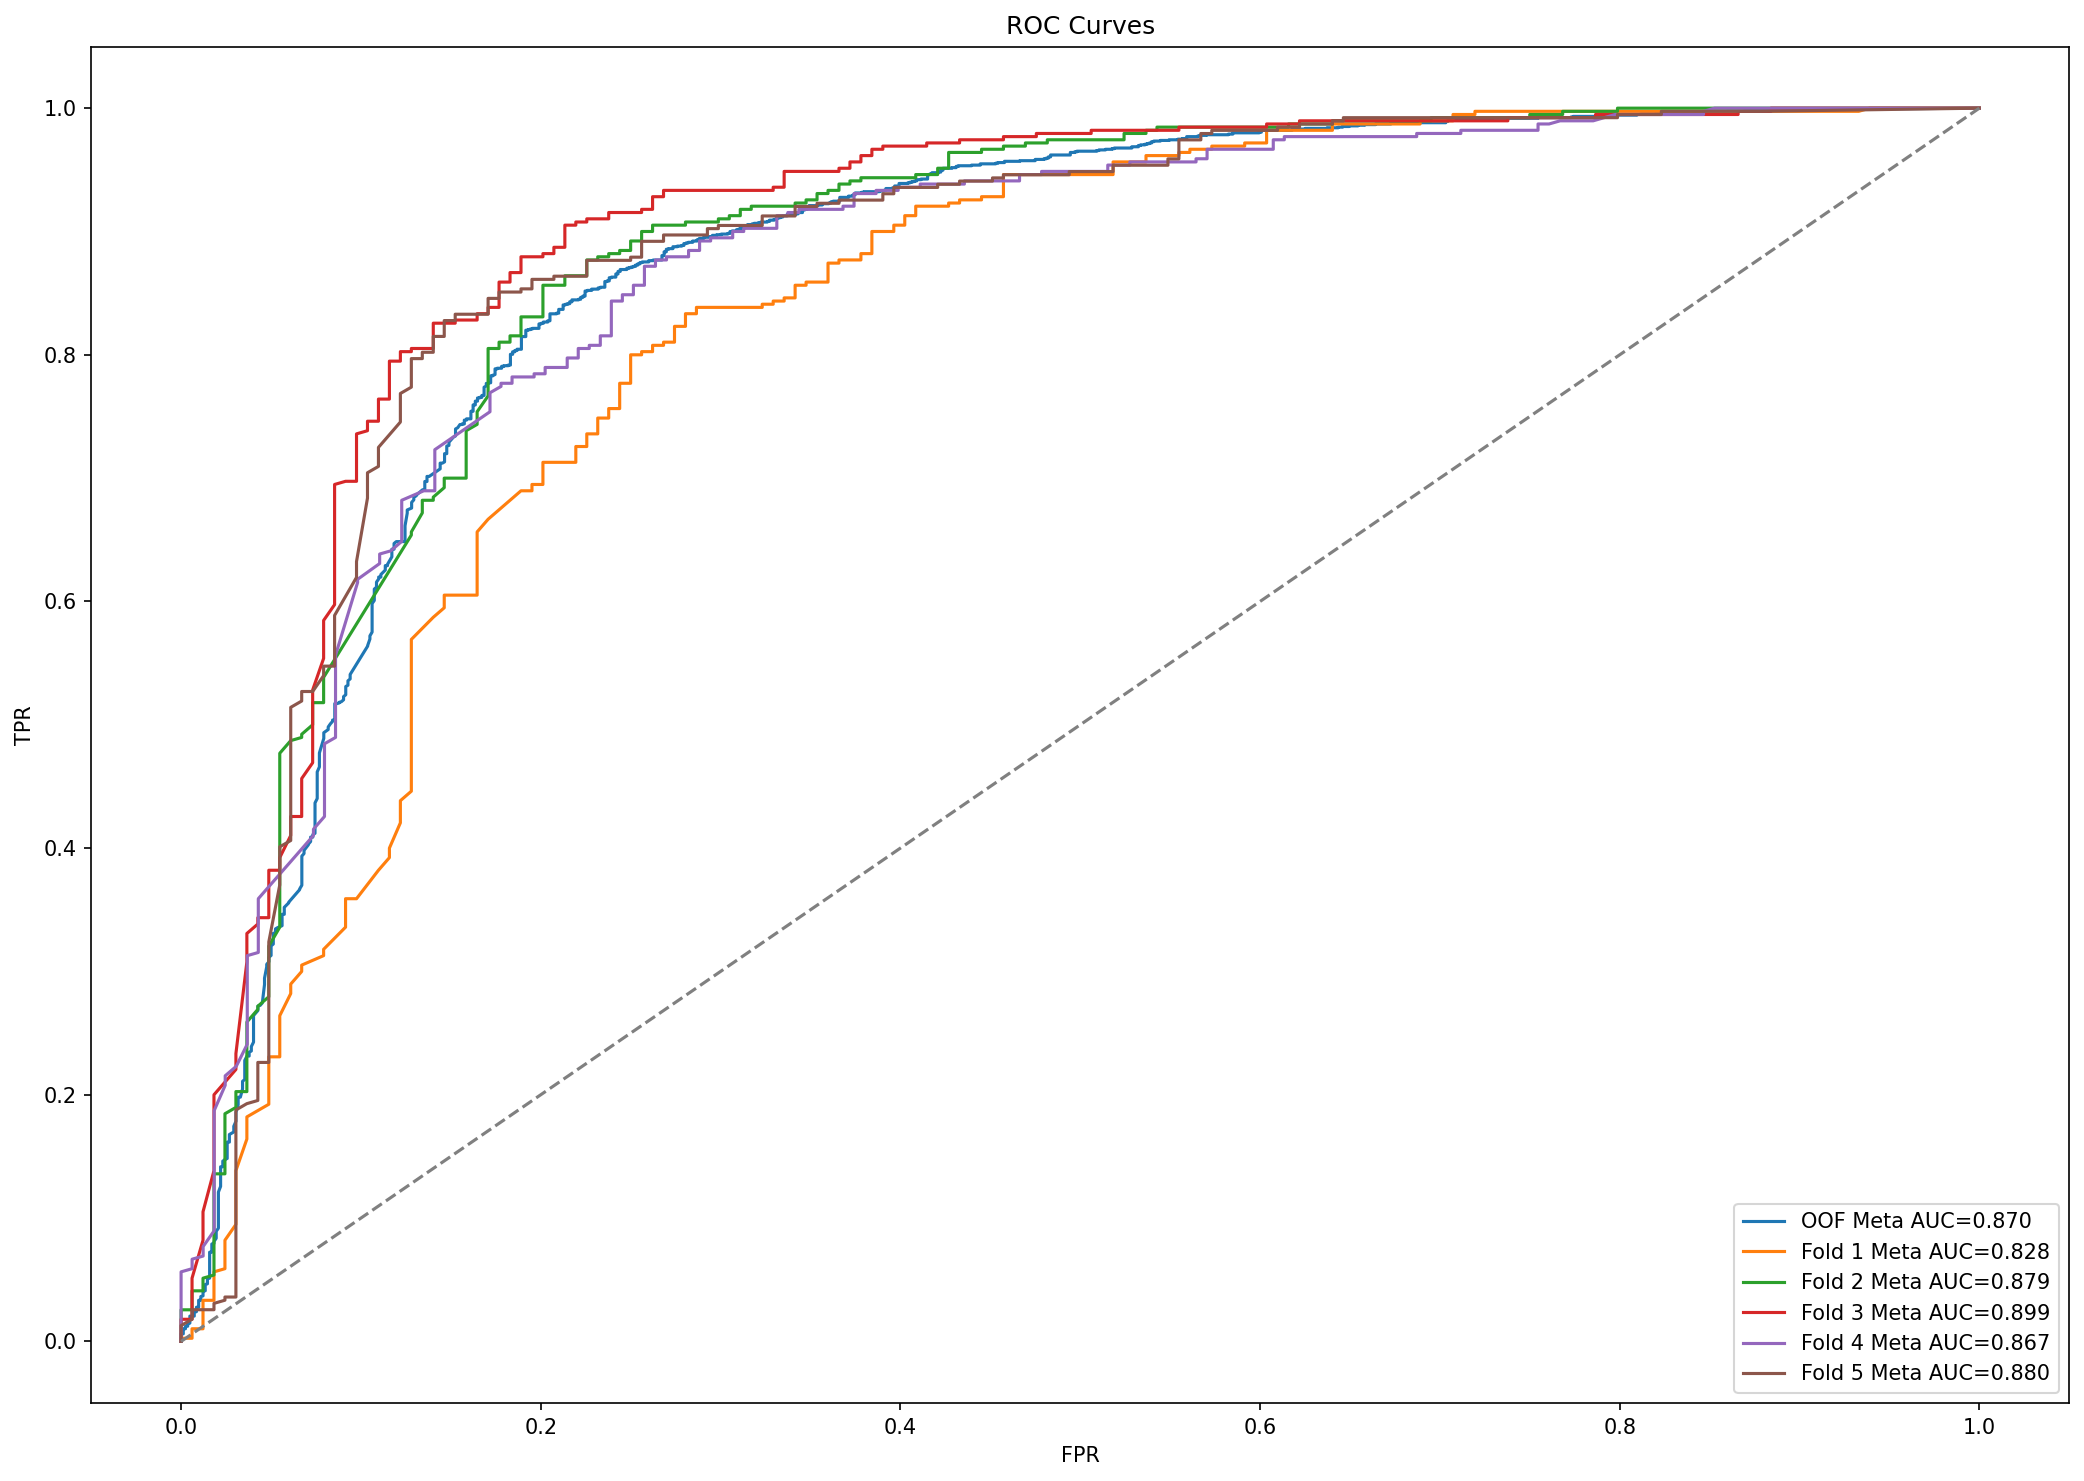 ROC Curves
1.0
0.8
0.6
0.4
0.2
0.0
TPR
0.0 0.2 0.4 0.6 0.8 1.0
FPR
OOF Meta AUC=0.870
Fold 1 Meta AUC=0.828
Fold 2 Meta AUC=0.879
Fold 3 Meta AUC=0.899
Fold 4 Meta AUC=0.867
Fold 5 Meta AUC=0.880